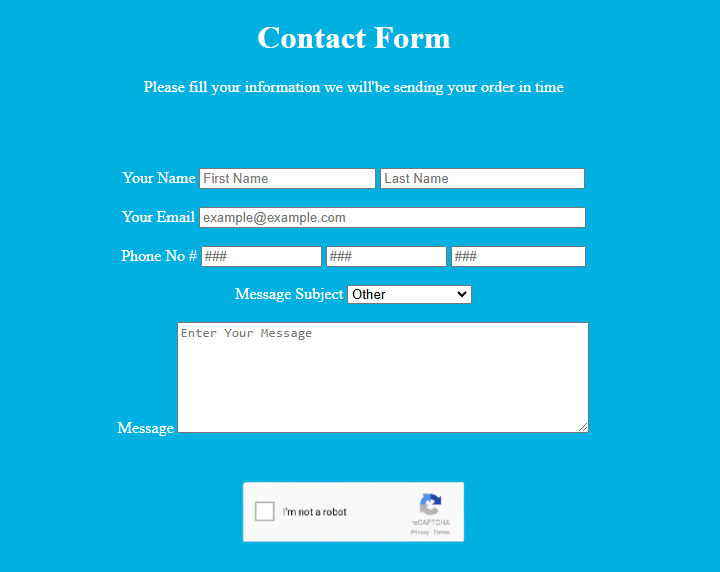 Contact Form
Please fill your information we will'be sending your order in time
Your Name First Name Last Name
Your Email example@example.com
Phone No # ### ### ###
Message Subject Other
Enter Your Message
Message
I'm not a robot
reCAPTCHA
Privacy - Terms